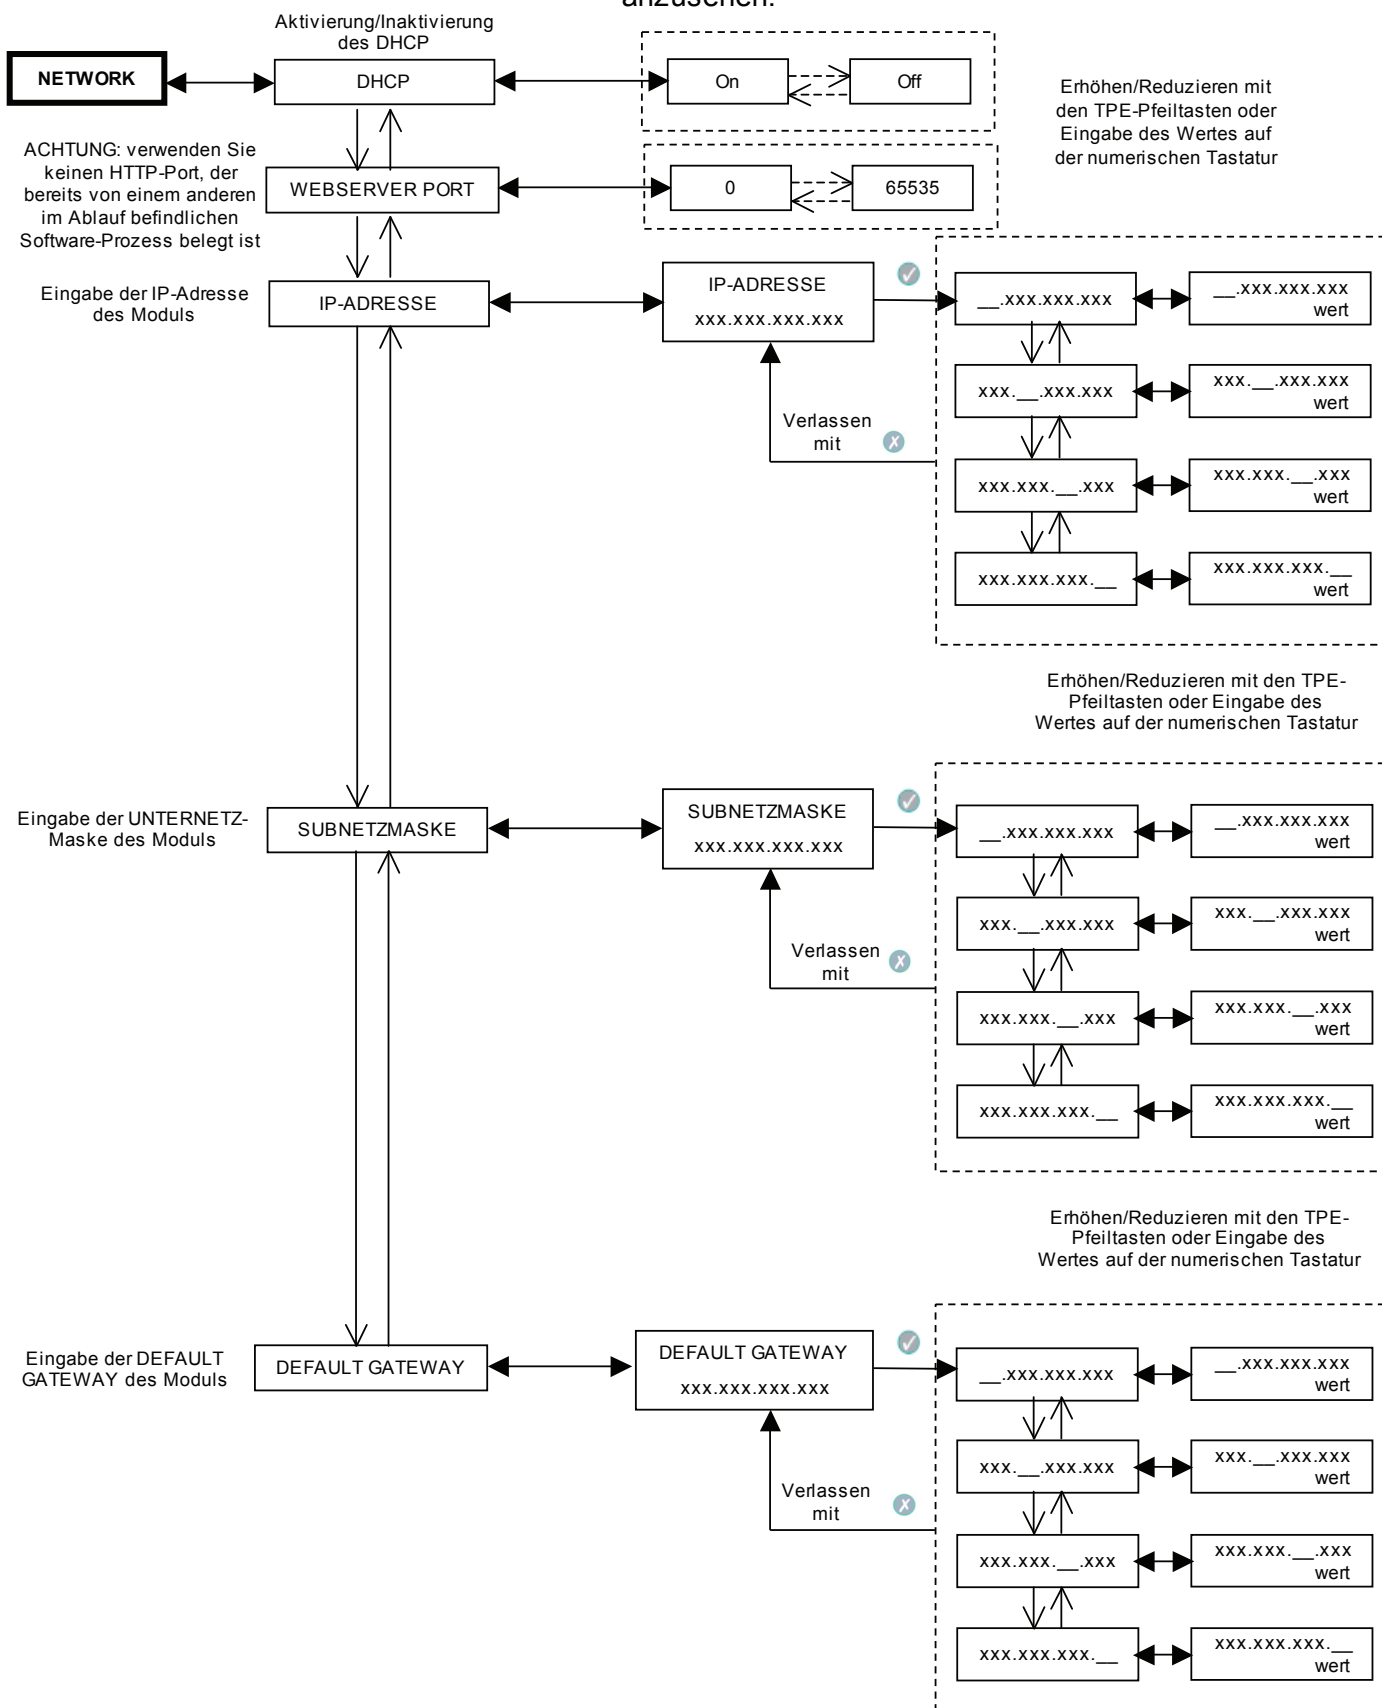 anzusehen.
Aktivierung/Inaktivierung
des DHCP
NETWORK
DHCP
On
Off
Erhöhen/Reduzieren mit
den TPE-Pfeiltasten oder
Eingabe des Wertes auf
der numerischen Tastatur
ACHTUNG: verwenden Sie
keinen HTTP-Port, der
bereits von einem anderen
im Ablauf befindlichen
Software-Prozess belegt ist
WEBSERVER PORT
0
65535
Eingabe der IP-Adresse
des Moduls
IP-ADRESSE
IP-ADRESSE
xxx.xxx.xxx.xxx
__.xxx.xxx.xxx
__.xxx.xxx.xxx
wert
xxx.__.xxx.xxx
xxx.__.xxx.xxx
wert
Verlassen
mit
xxx.xxx.__.xxx
xxx.xxx.__.xxx
wert
xxx.xxx.xxx.__
xxx.xxx.xxx.__
wert
Erhöhen/Reduzieren mit den TPE-
Pfeiltasten oder Eingabe des
Wertes auf der numerischen Tastatur
Eingabe der UNTERNETZ-
Maske des Moduls
SUBNETZMASKE
SUBNETZMASKE
xxx.xxx.xxx.xxx
__.xxx.xxx.xxx
__.xxx.xxx.xxx
wert
xxx.__.xxx.xxx
xxx.__.xxx.xxx
wert
Verlassen
mit
xxx.xxx.__.xxx
xxx.xxx.__.xxx
wert
xxx.xxx.xxx.__
xxx.xxx.xxx.__
wert
Erhöhen/Reduzieren mit den TPE-
Pfeiltasten oder Eingabe des
Wertes auf der numerischen Tastatur
Eingabe der DEFAULT
GATEWAY des Moduls
DEFAULT GATEWAY
DEFAULT GATEWAY
xxx.xxx.xxx.xxx
__.xxx.xxx.xxx
__.xxx.xxx.xxx
wert
xxx.__.xxx.xxx
xxx.__.xxx.xxx
wert
Verlassen
mit
xxx.xxx.__.xxx
xxx.xxx.__.xxx
wert
xxx.xxx.xxx.__
xxx.xxx.xxx.__
wert